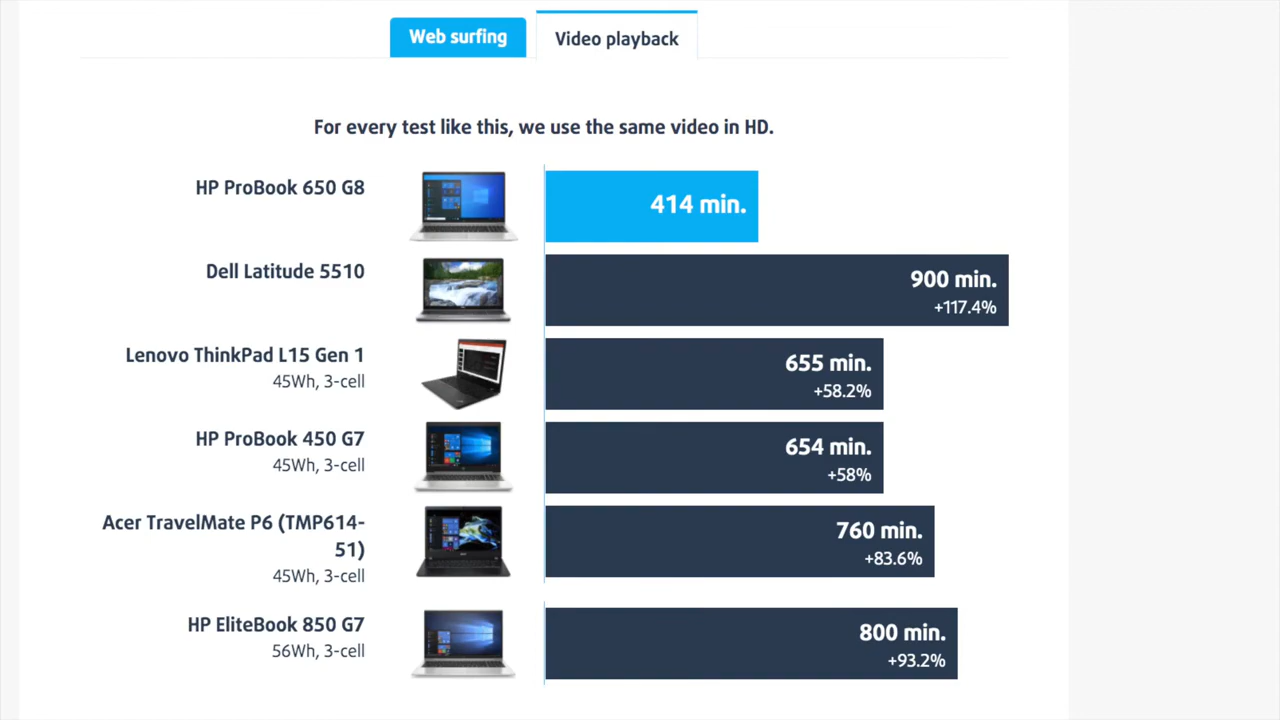 Web surfing
Video playback
For every test like this, we use the same video in HD.
HP ProBook 650 G8
414 min.
Dell Latitude 5510
900 min.
+117.4%
Lenovo ThinkPad L15 Gen 1
45Wh, 3-cell
655 min.
+58.2%
HP ProBook 450 G7
45Wh, 3-cell
654 min.
+58%
Acer TravelMate P6 (TMP614-
51)
45Wh, 3-cell
760 min.
+83.6%
HP EliteBook 850 G7
56Wh, 3-cell
800 min.
+93.2%